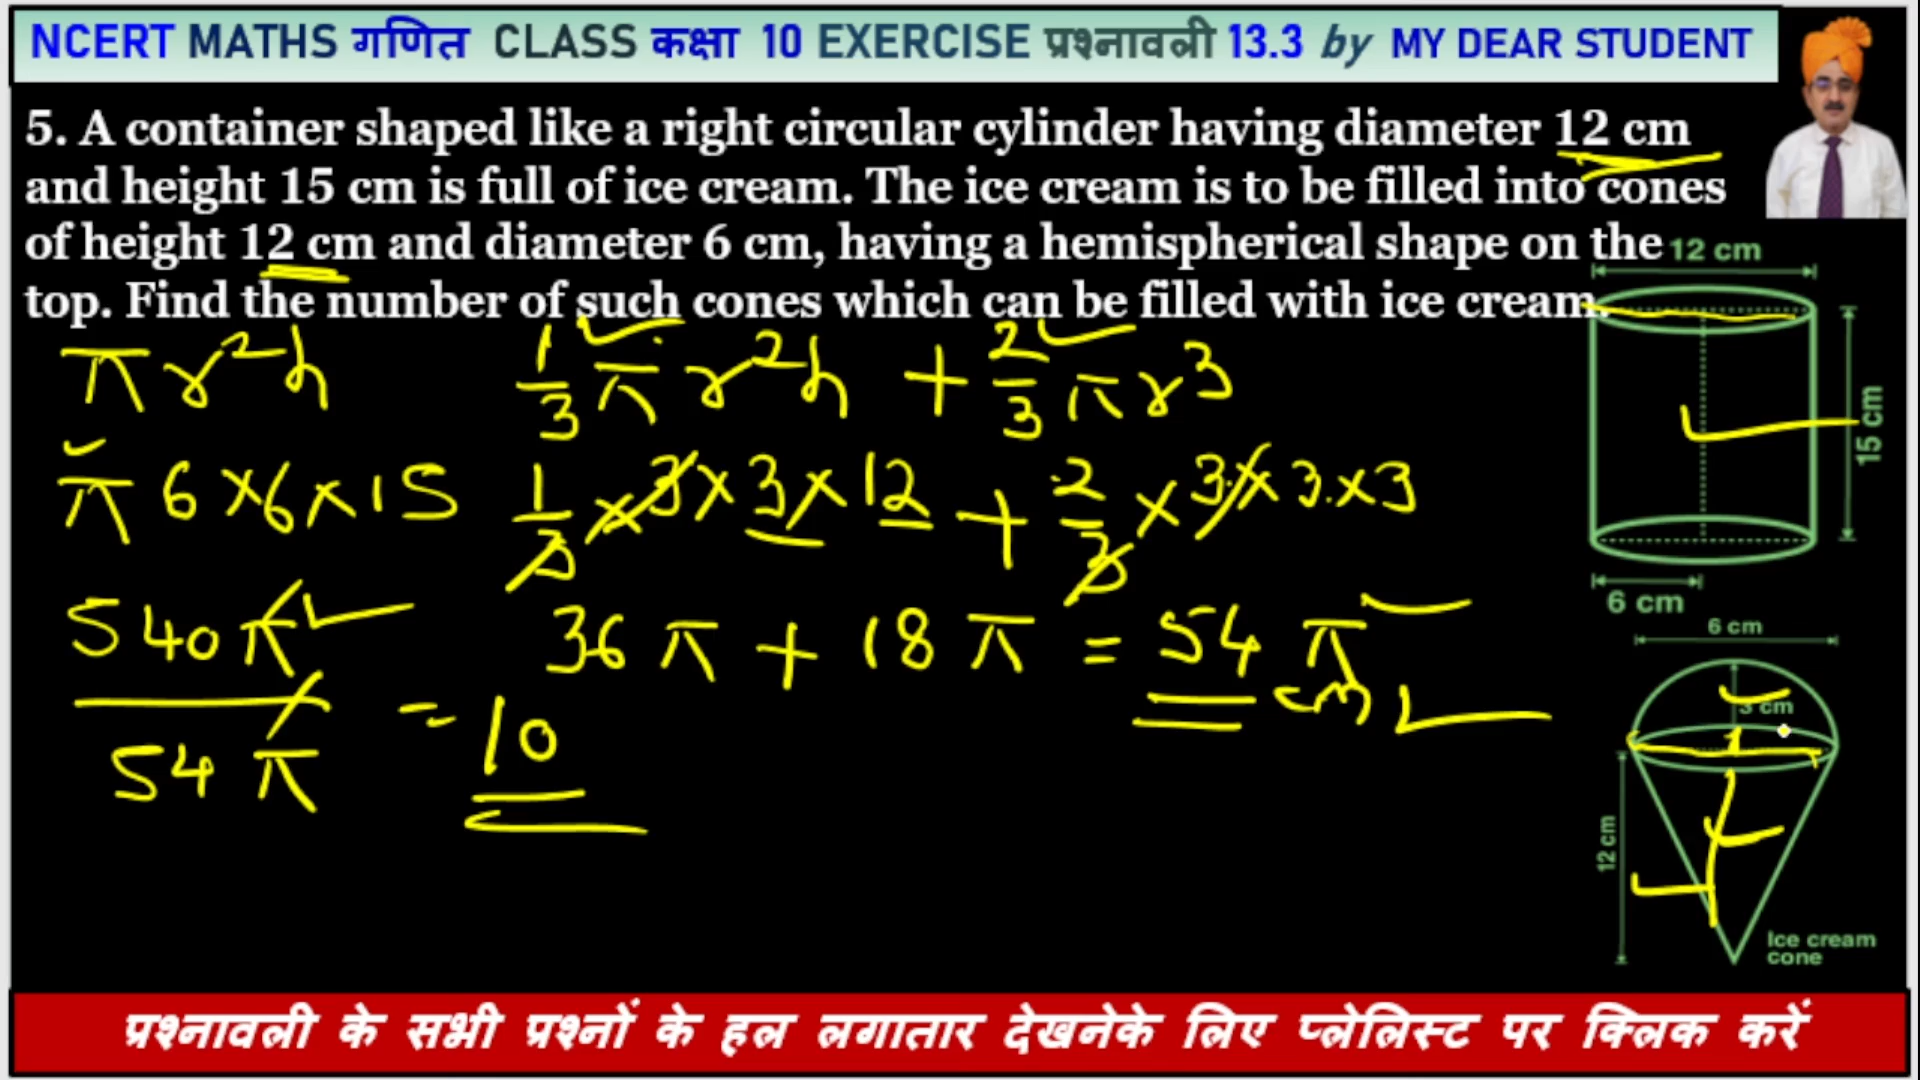 NCERT MATHS गणित CLASS कक्षा 10 EXERCISE प्रश्नावली 13.3 by MY DEAR STUDENT
5. A container shaped like a right circular cylinder having diameter 12 cm
and height 15 cm is full of ice cream. The ice cream is to be filled into cones
of height 12 cm and diameter 6 cm, having a hemispherical shape on the
top. Find the number of such cones which can be filled with ice cream.
πr²h
1/3 πr²h + 2/3 πr³
π 6×6×15
1/3 × 3 × 3 × 12 + 2/3 × 3 × 3 × 3
540π
36π + 18π = 54π
cm
54π
= 10
12 cm
15 cm
6 cm
6 cm
3 cm
12 cm
Ice cream
cone
प्रश्नावली के सभी प्रश्नों के हल लगातार देखनेके लिए प्लेलिस्ट पर क्लिक करें